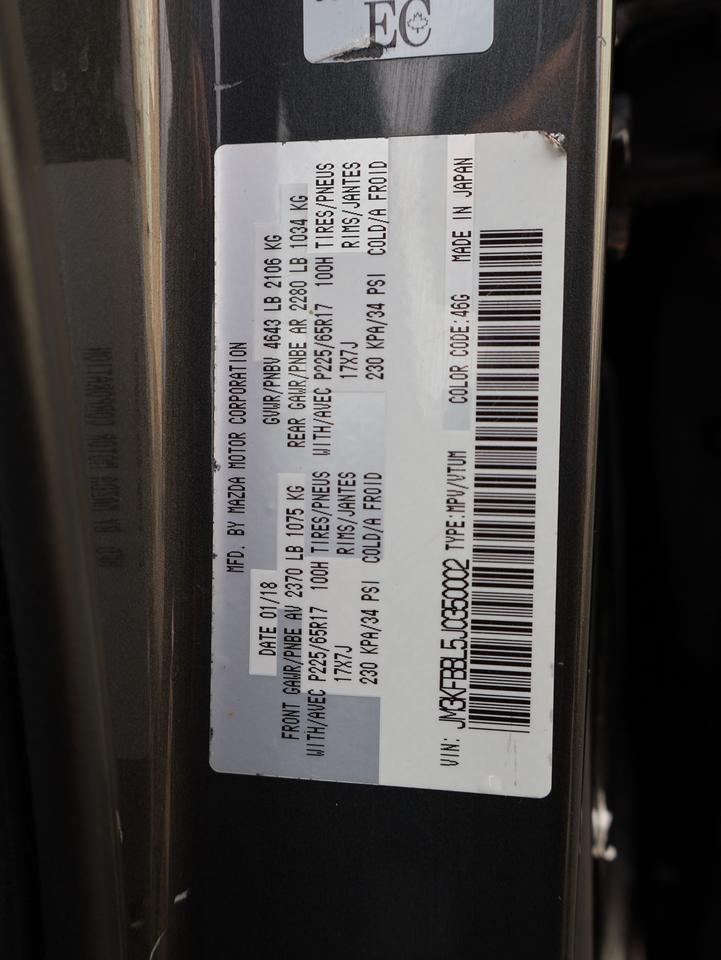 EC
MFD. BY MAZDA MOTOR CORPORATION
DATE 01/18 GVWR/PNBV 4643 LB 2106 KG
FRONT GAWR/PNBE AV 2370 LB 1075 KG REAR GAWR/PNBE AR 2280 LB 1034 KG
WITH/AVEC P225/65R17 100H TIRES/PNEUS WITH/AVEC P225/65R17 100H TIRES/PNEUS
17X7J RIMS/JANTES 17X7J RIMS/JANTES
230 KPA/34 PSI COLD/A FROID 230 KPA/34 PSI COLD/A FROID
VIN: JM3KFBBL5J0350002 TYPE:MPV/VTUM COLOR CODE:46G MADE IN JAPAN